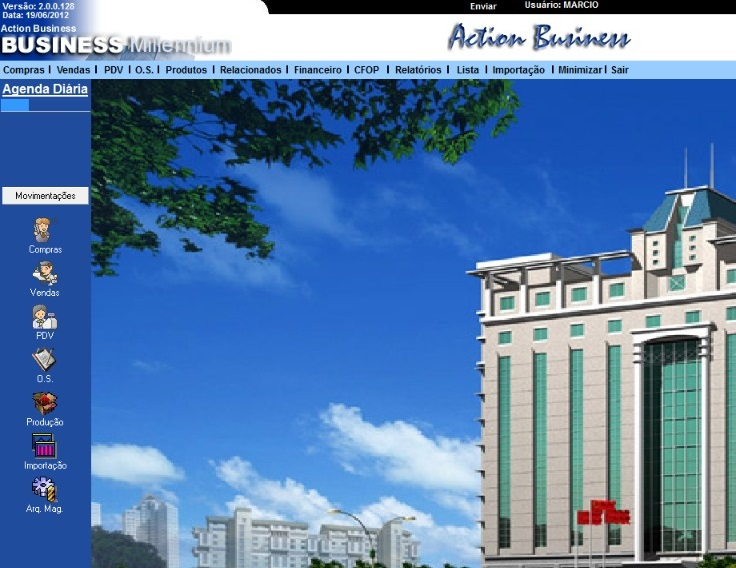 Versão: 2.0.0.128
Data: 19/06/2012
Enviar
Usuário: MARCIO
Action Business
BUSINESS Millennium
Action Business
Compras | Vendas | PDV | O.S. | Produtos | Relacionados | Financeiro | CFOP | Relatórios | Lista | Importação | Minimizar | Sair
Agenda Diária
Movimentações
Compras
Vendas
PDV
O.S.
Produção
Importação
Arq. Mag.